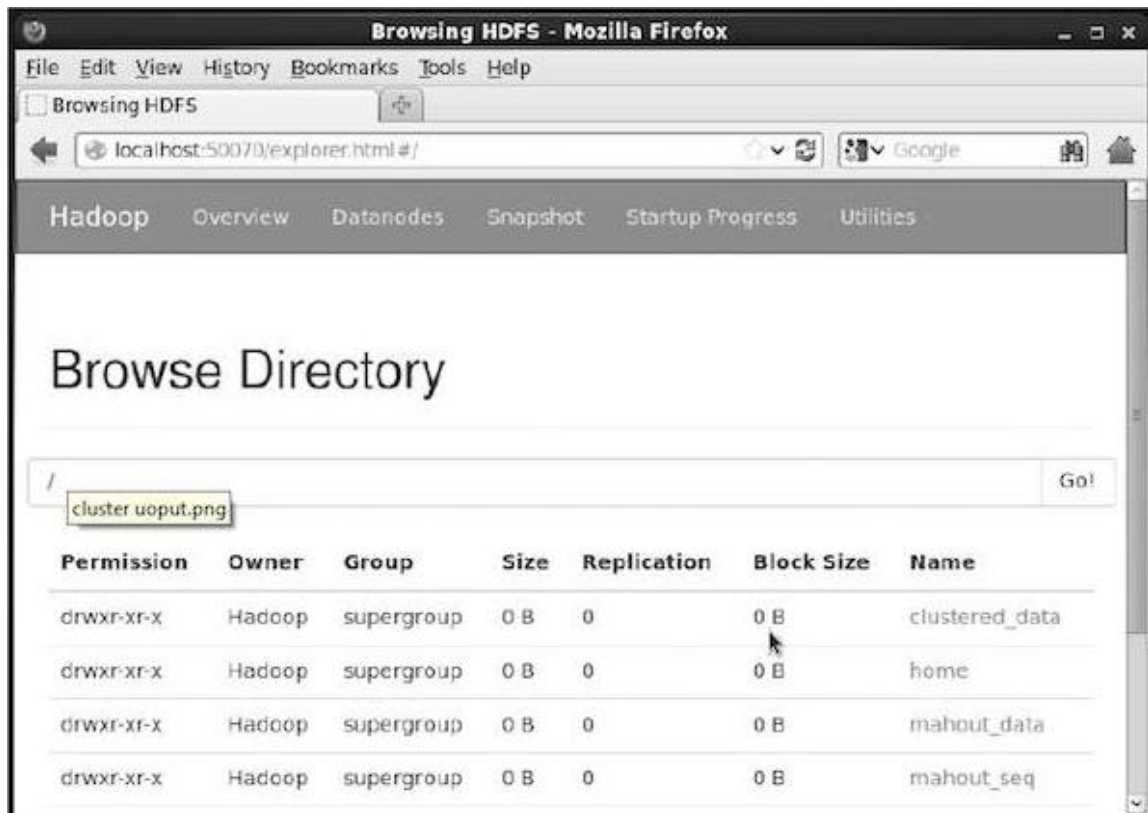 Browsing HDFS - Mozilla Firefox
File Edit View History Bookmarks Tools Help
Browsing HDFS
localhost:50070/explorer.html#/ Google
Hadoop Overview Datanodes Snapshot Startup Progress Utilities
Browse Directory
/ Go!
cluster uoput.png
Permission Owner Group Size Replication Block Size Name
drwxr-xr-x Hadoop supergroup 0 B 0 0 B clustered_data
drwxr-xr-x Hadoop supergroup 0 B 0 0 B home
drwxr-xr-x Hadoop supergroup 0 B 0 0 B mahout_data
drwxr-xr-x Hadoop supergroup 0 B 0 0 B mahout_seq